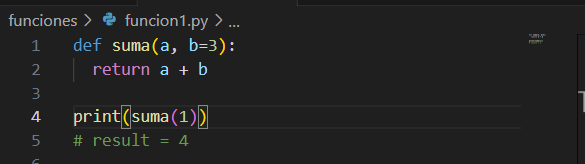 funciones > funcion1.py > ...
1 def suma(a, b=3):
2   return a + b
3
4 print(suma(1))
5 # result = 4